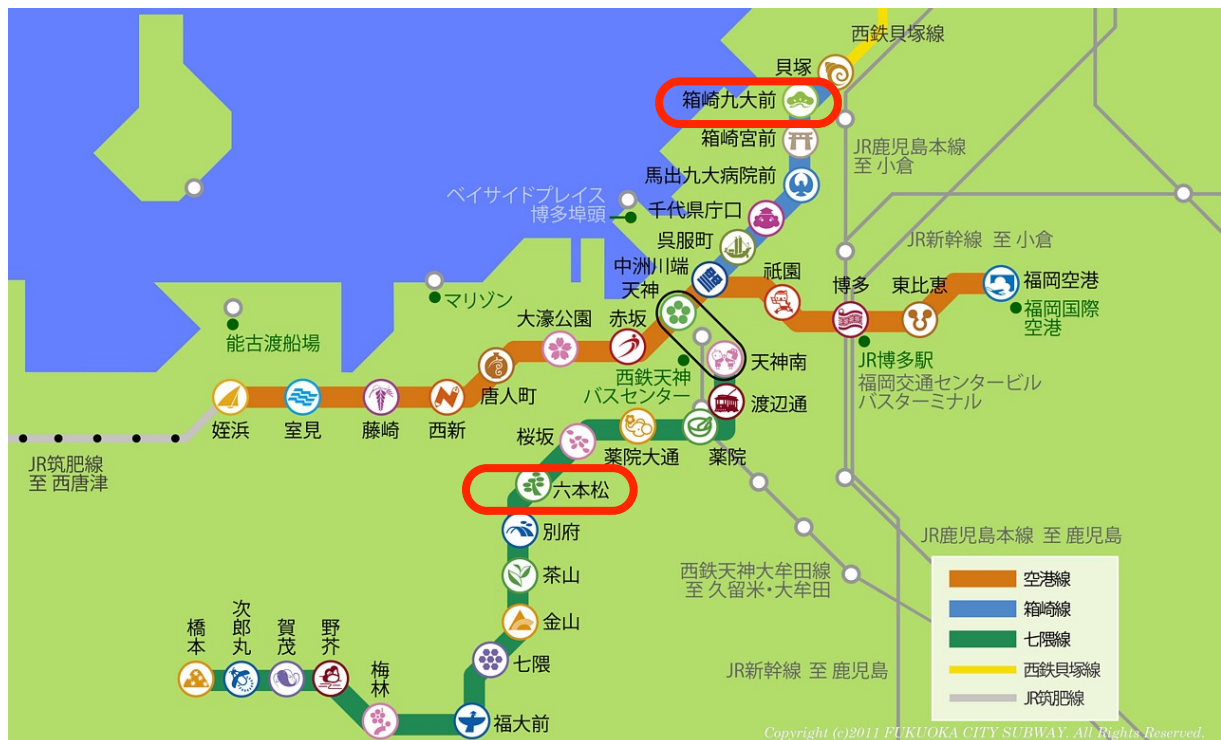 西鉄貝塚線
貝塚
箱崎九大前
箱崎宮前
JR鹿児島本線
至 小倉
馬出九大病院前
ベイサイドプレイス
博多埠頭
千代県庁口
呉服町
JR新幹線 至 小倉
中洲川端
祇園
博多
東比恵
福岡空港
天神
マリゾン
福岡国際
空港
大濠公園
赤坂
能古渡船場
天神南
JR博多駅
西鉄天神
バスセンター
福岡交通センタービル
バスターミナル
唐人町
渡辺通
姪浜
室見
藤崎
西新
桜坂
薬院大通
薬院
JR筑肥線
至 西唐津
六本松
別府
JR鹿児島本線 至 鹿児島
茶山
西鉄天神大牟田線
至 久留米・大牟田
空港線
箱崎線
七隈線
西鉄貝塚線
JR筑肥線
金山
橋本
次郎丸
賀茂
野芥
梅林
七隈
JR新幹線 至 鹿児島
福大前
Copyright (c)2011 FUKUOKA CITY SUBWAY. All Rights Reserved.